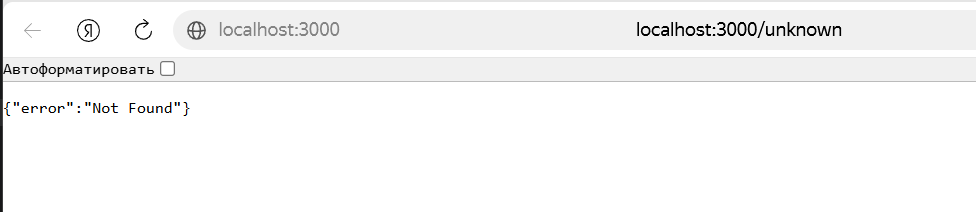 Я localhost:3000 localhost:3000/unknown
Автоформатировать
{"error":"Not Found"}